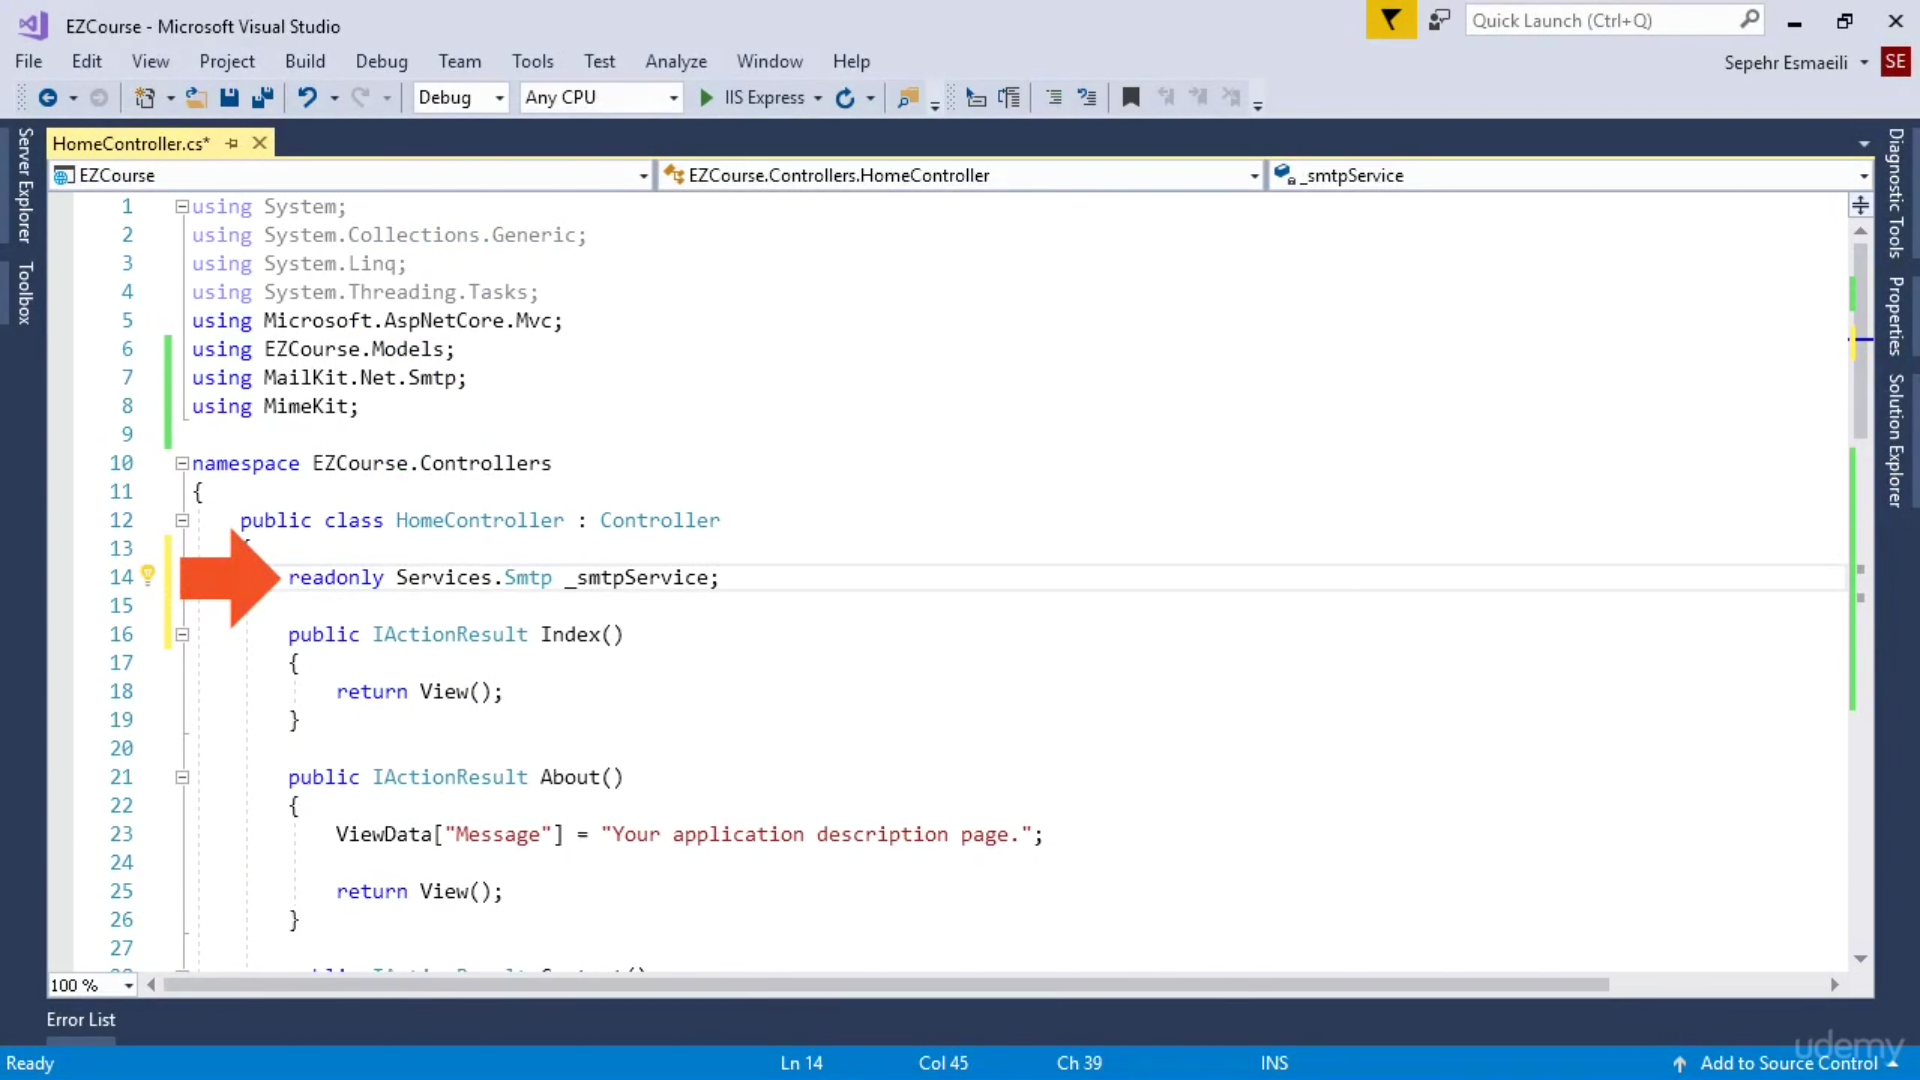 EZCourse - Microsoft Visual Studio
Quick Launch (Ctrl+Q)
File Edit View Project Build Debug Team Tools Test Analyze Window Help
Sepehr Esmaeili SE
Debug Any CPU IIS Express
HomeController.cs*
EZCourse EZCourse.Controllers.HomeController _smtpService
Server Explorer
Toolbox
Diagnostic Tools
Properties
Solution Explorer
1 using System;
2 using System.Collections.Generic;
3 using System.Linq;
4 using System.Threading.Tasks;
5 using Microsoft.AspNetCore.Mvc;
6 using EZCourse.Models;
7 using MailKit.Net.Smtp;
8 using MimeKit;
9
10 namespace EZCourse.Controllers
11 {
12 public class HomeController : Controller
13
14 readonly Services.Smtp _smtpService;
15
16 public IActionResult Index()
17 {
18 return View();
19 }
20
21 public IActionResult About()
22 {
23 ViewData["Message"] = "Your application description page.";
24
25 return View();
26 }
27
100 %
Error List
Ready Ln 14 Col 45 Ch 39 INS Add to Source Control
udemy